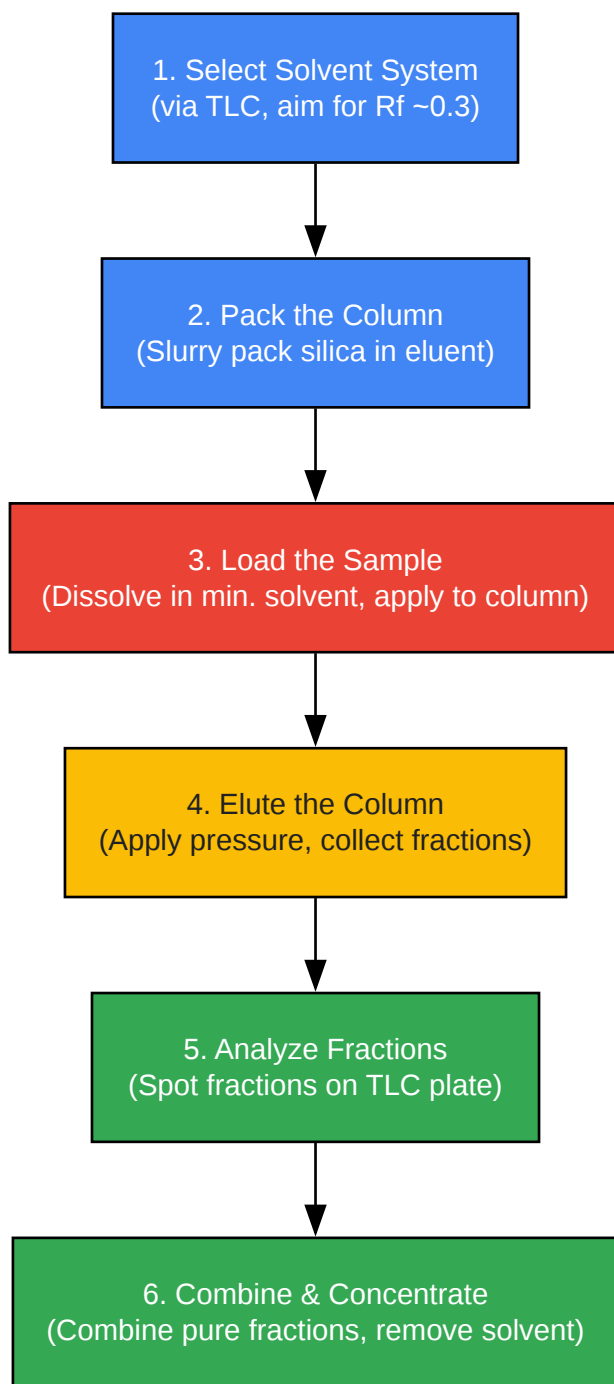 1. Select Solvent System
(via TLC, aim for Rf ~0.3)
2. Pack the Column
(Slurry pack silica in eluent)
3. Load the Sample
(Dissolve in min. solvent, apply to column)
4. Elute the Column
(Apply pressure, collect fractions)
5. Analyze Fractions
(Spot fractions on TLC plate)
6. Combine & Concentrate
(Combine pure fractions, remove solvent)